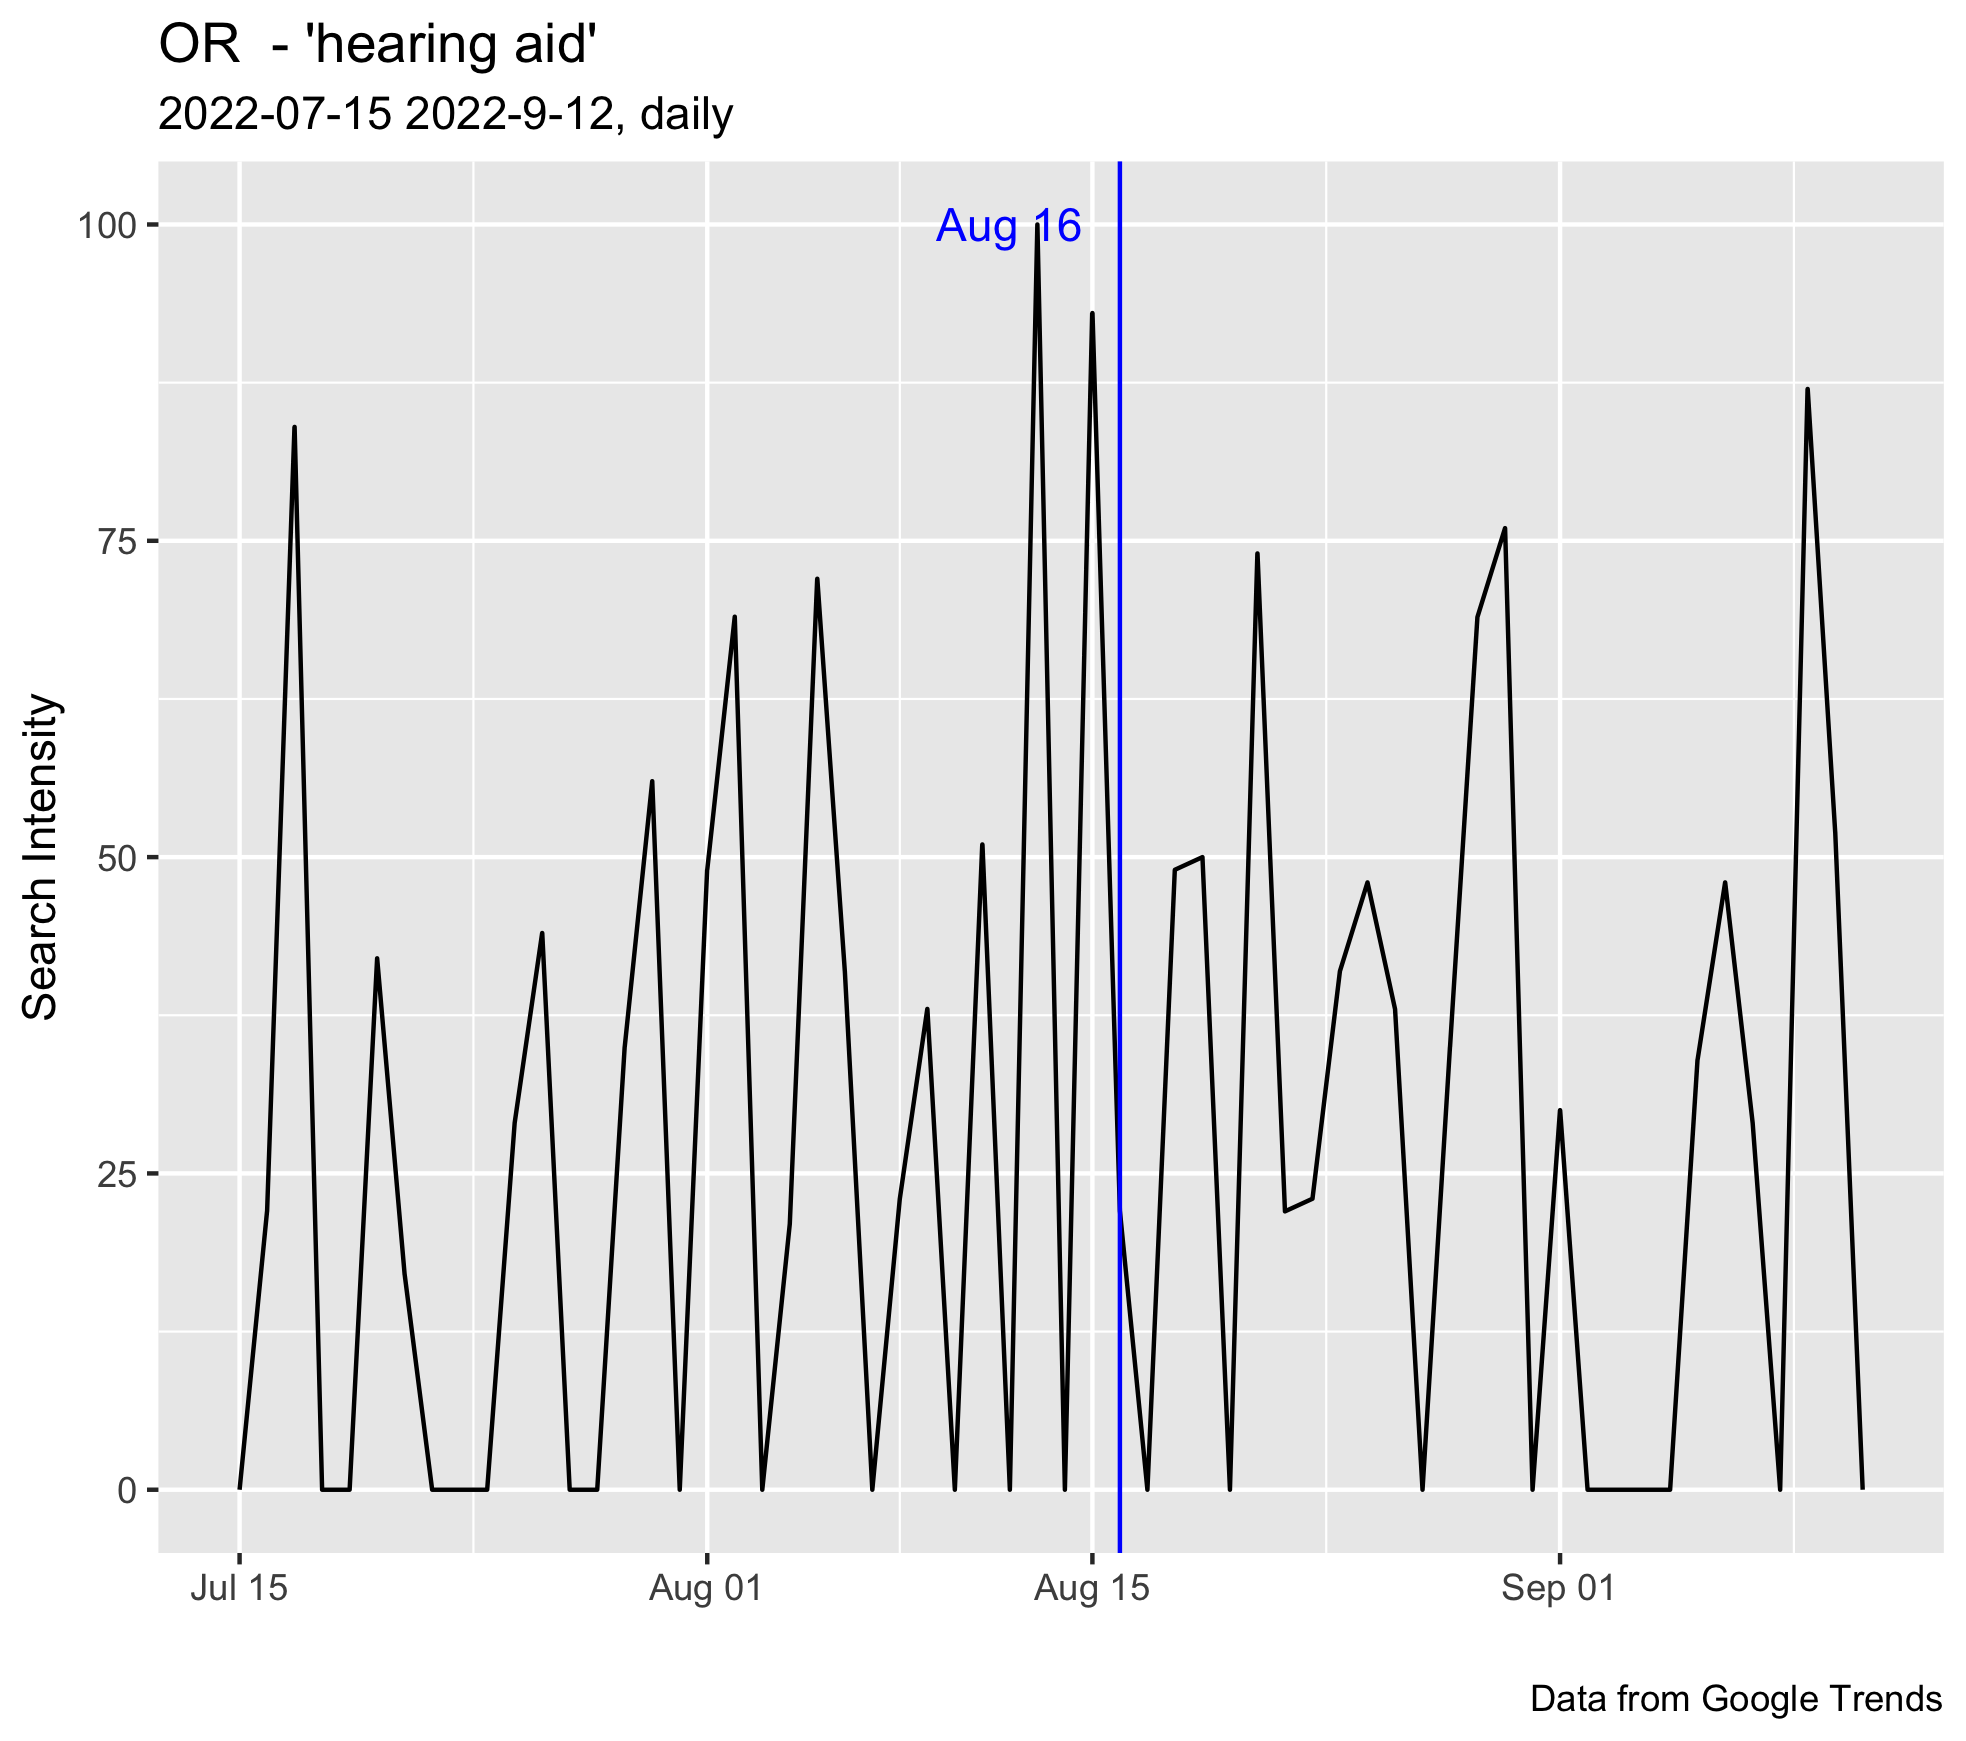 OR  - 'hearing aid'
2022-07-15 2022-9-12, daily
Aug 16
100
75
50
25
0
Search Intensity
Jul 15
Aug 01
Aug 15
Sep 01
Data from Google Trends